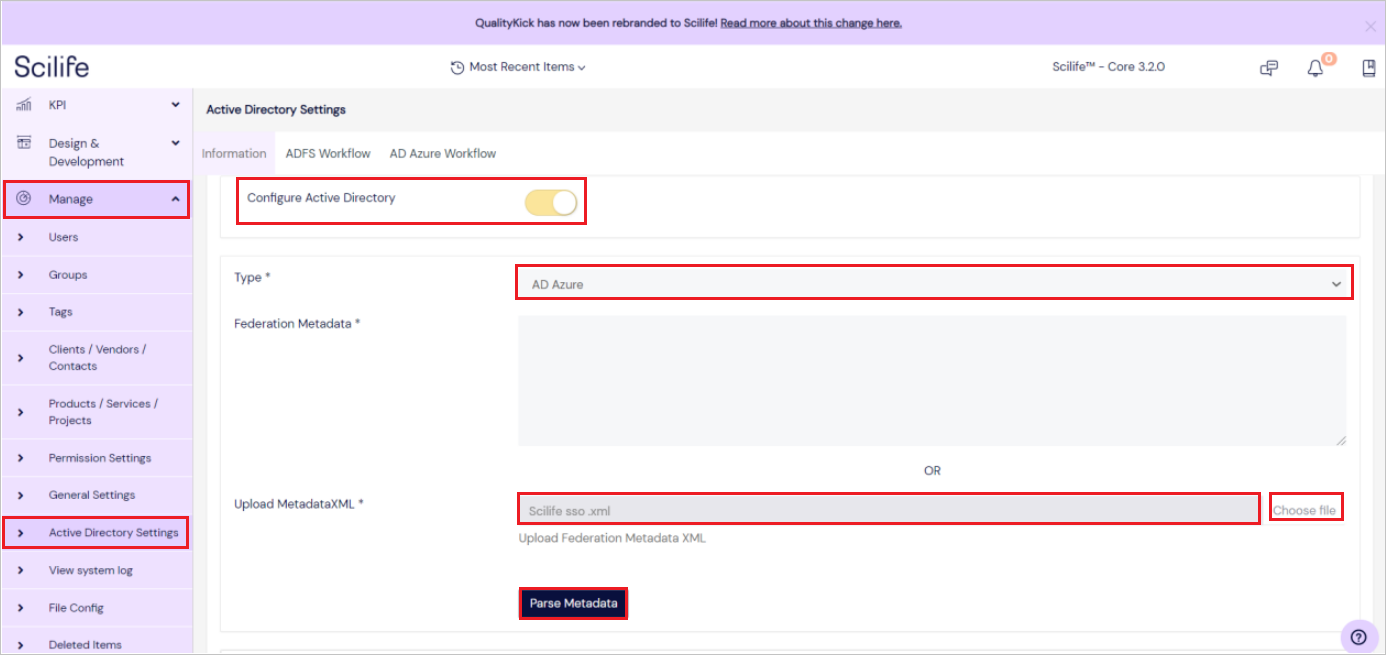 QualityKick has now been rebranded to Scilife! Read more about this change here.
Scilife
Most Recent Items
Scilife™ - Core 3.2.0
0
KPI
Design &
Development
Manage
Users
Groups
Tags
Clients / Vendors /
Contacts
Products / Services /
Projects
Permission Settings
General Settings
Active Directory Settings
View system log
File Config
Deleted Items
Active Directory Settings
Information
ADFS Workflow
AD Azure Workflow
Configure Active Directory
Type *
AD Azure
Federation Metadata *
OR
Upload MetadataXML *
Scilife sso .xml
Choose file
Upload Federation Metadata XML
Parse Metadata